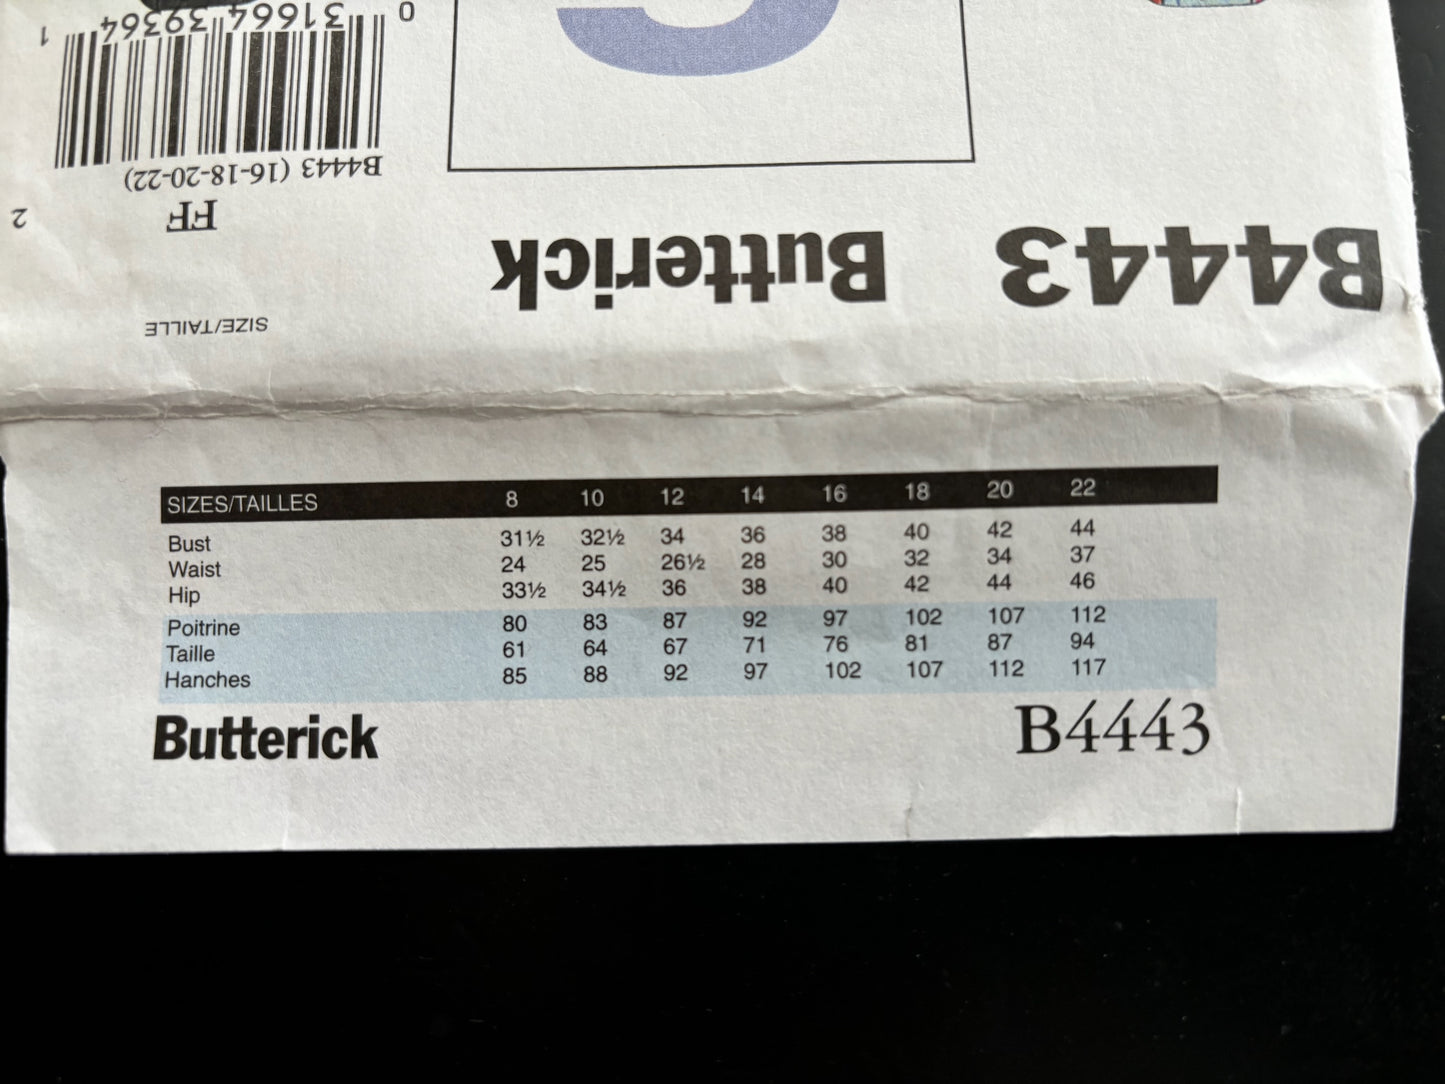 0 31664 39364 1
B4443 (16-18-20-22)
FF
2
B4443 Butterick
SIZE/TAILLE
SIZES/TAILLES 8 10 12 14 16 18 20 22
Bust 31½ 32½ 34 36 38 40 42 44
Waist 24 25 26½ 28 30 32 34 37
Hip 33½ 34½ 36 38 40 42 44 46
Poitrine 80 83 87 92 97 102 107 112
Taille 61 64 67 71 76 81 87 94
Hanches 85 88 92 97 102 107 112 117
Butterick B4443